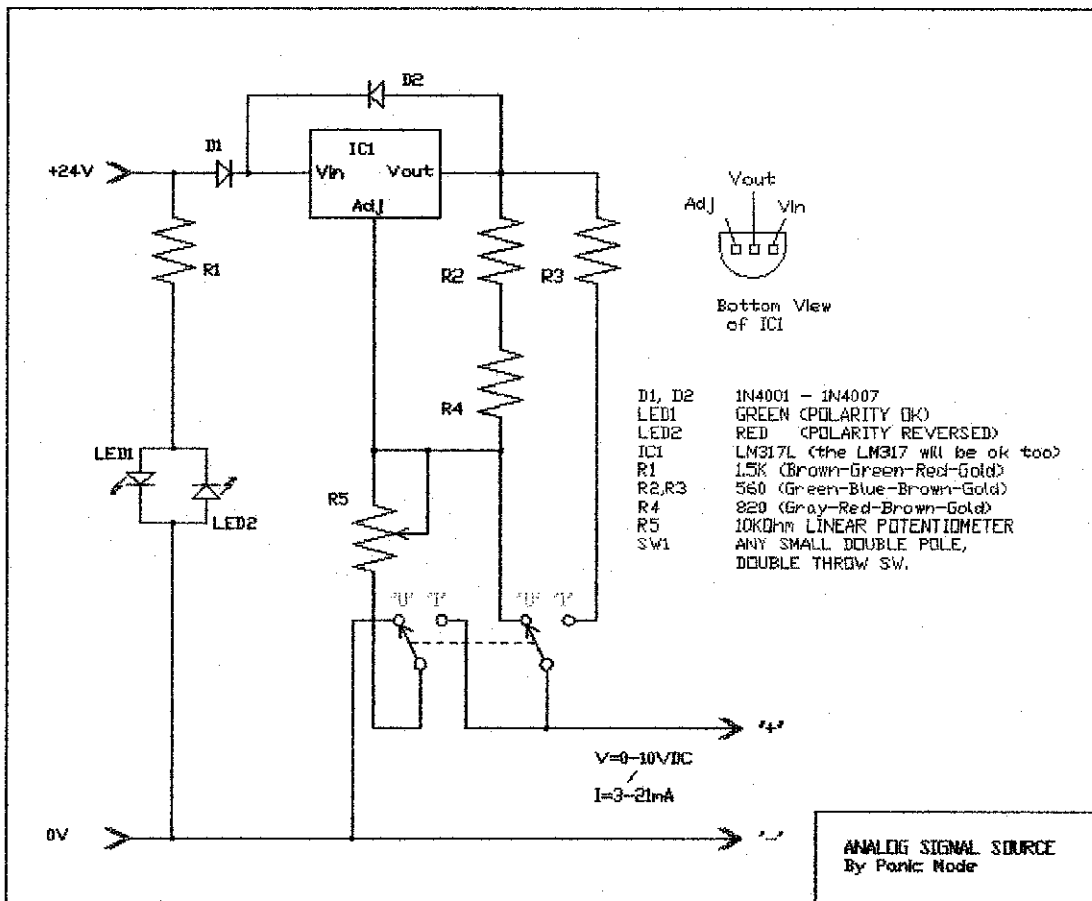 D2
D1
IC1
+24V
Vin
Vout
Adj
Vout
Adj
Vin
R1
R2
R3
Bottom View
of IC1
R4
D1, D2 1N4001 - 1N4007
LED1 GREEN (POLARITY OK)
LED2 RED (POLARITY REVERSED)
IC1 LM317L (the LM317 will be ok too)
R1 1.5K (Brown-Green-Red-Gold)
R2,R3 560 (Green-Blue-Brown-Gold)
R4 820 (Gray-Red-Brown-Gold)
R5 10KOhm LINEAR POTENTIOMETER
SW1 ANY SMALL DOUBLE POLE,
DOUBLE THROW SW.
LED1
LED2
R5
"U" "I"
"U" "I"
"+"
V=0-10VDC
/
I=3-21mA
0V
"-"
ANALOG SIGNAL SOURCE
By Panic Mode